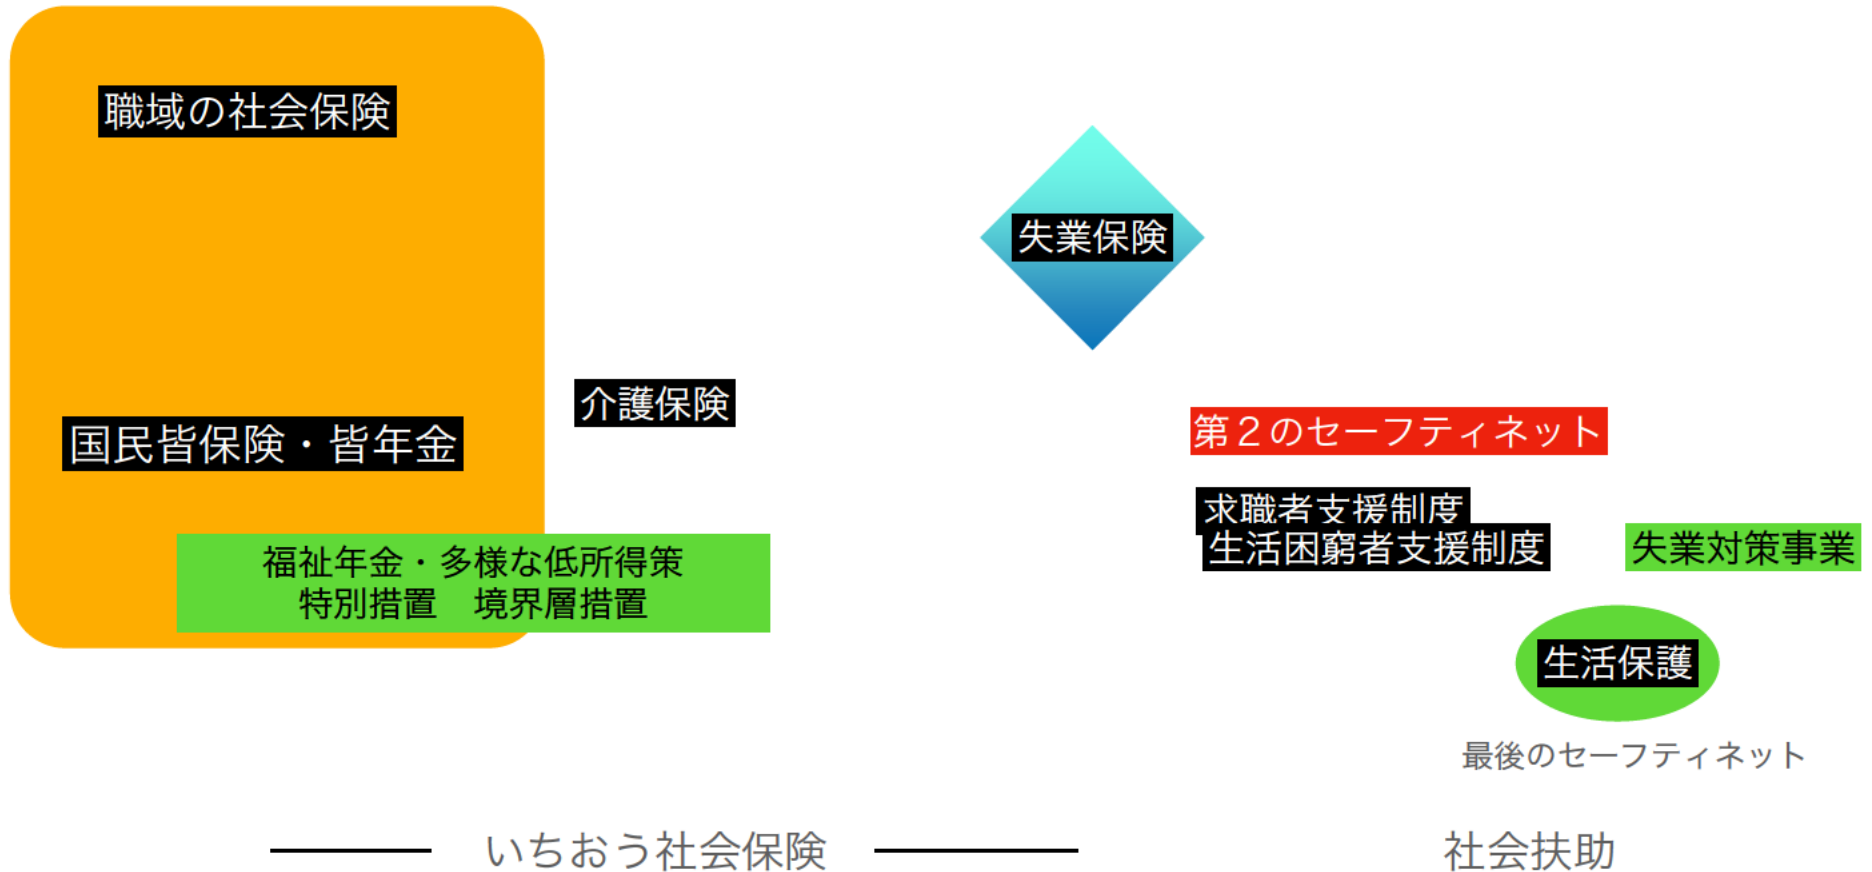 職域の社会保険
失業保険
介護保険
国民皆保険・皆年金
第２のセーフティネット
求職者支援制度
生活困窮者支援制度
失業対策事業
福祉年金・多様な低所得策
特別措置　境界層措置
生活保護
最後のセーフティネット
いちおう社会保険
社会扶助